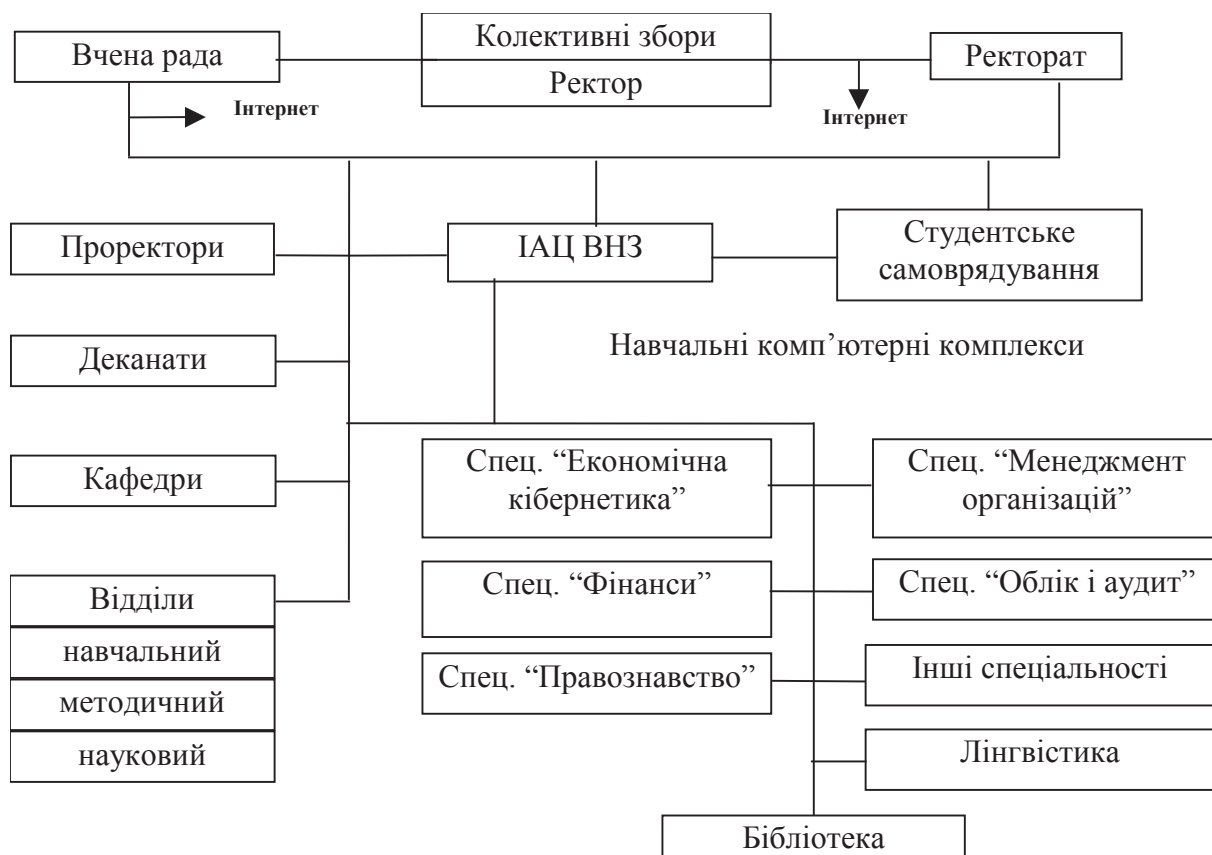 Вчена рада
Колективні збори
Ректор
Ректорат
Інтернет
Інтернет
Проректори
ІАЦ ВНЗ
Студентське
самоврядування
Деканати
Навчальні комп’ютерні комплекси
Кафедри
Спец. “Економічна
кібернетика”
Спец. “Менеджмент
організацій”
Відділи
навчальний
методичний
науковий
Спец. “Фінанси”
Спец. “Облік і аудит”
Спец. “Правознавство”
Інші спеціальності
Лінгвістика
Бібліотека